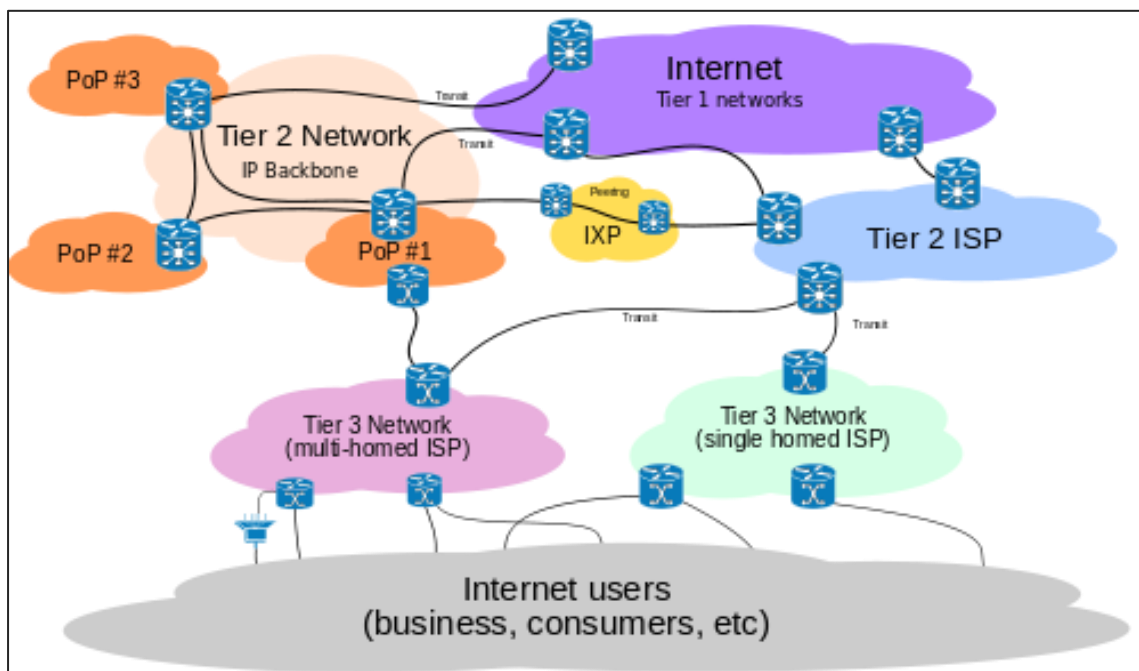 PoP #3
Internet
Tier 1 networks
Transit
Tier 2 Network
IP Backbone
Transit
Peering
IXP
Tier 2 ISP
PoP #2
PoP #1
Transit
Transit
Tier 3 Network
(multi-homed ISP)
Tier 3 Network
(single homed ISP)
Internet users
(business, consumers, etc)